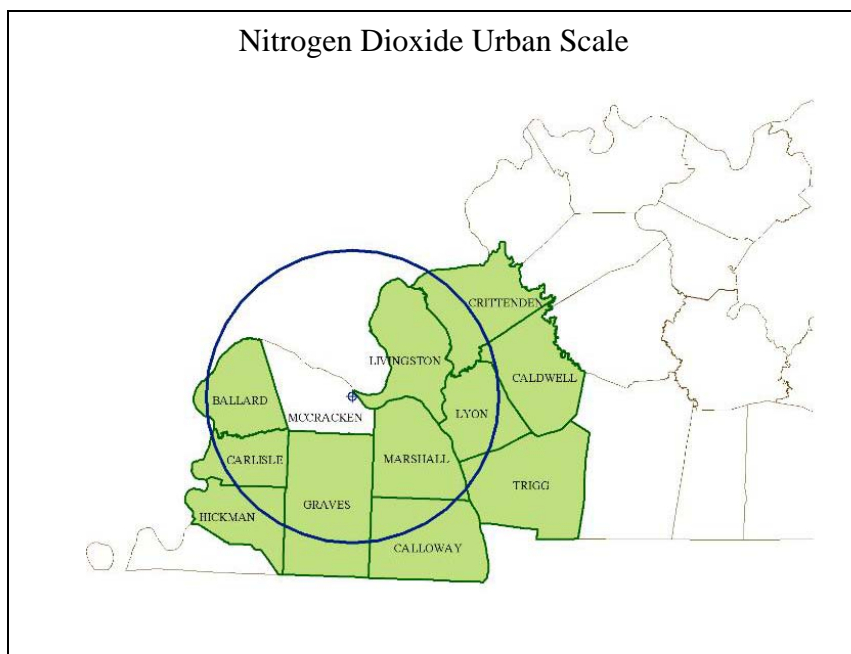 Nitrogen Dioxide Urban Scale
CRITTENDEN
LIVINGSTON
CALDWELL
BALLARD
LYON
MCCRACKEN
CARLISLE
MARSHALL
TRIGG
GRAVES
HICKMAN
CALLOWAY